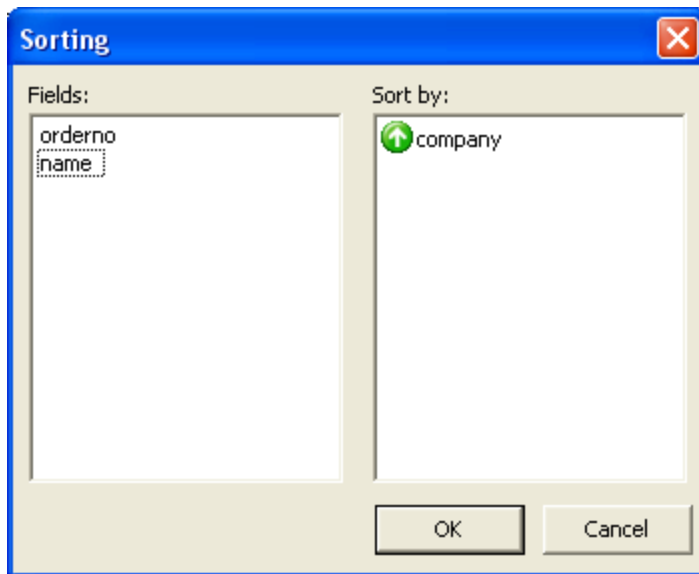 Sorting
Fields:
Sort by:
orderno
name
company
OK
Cancel